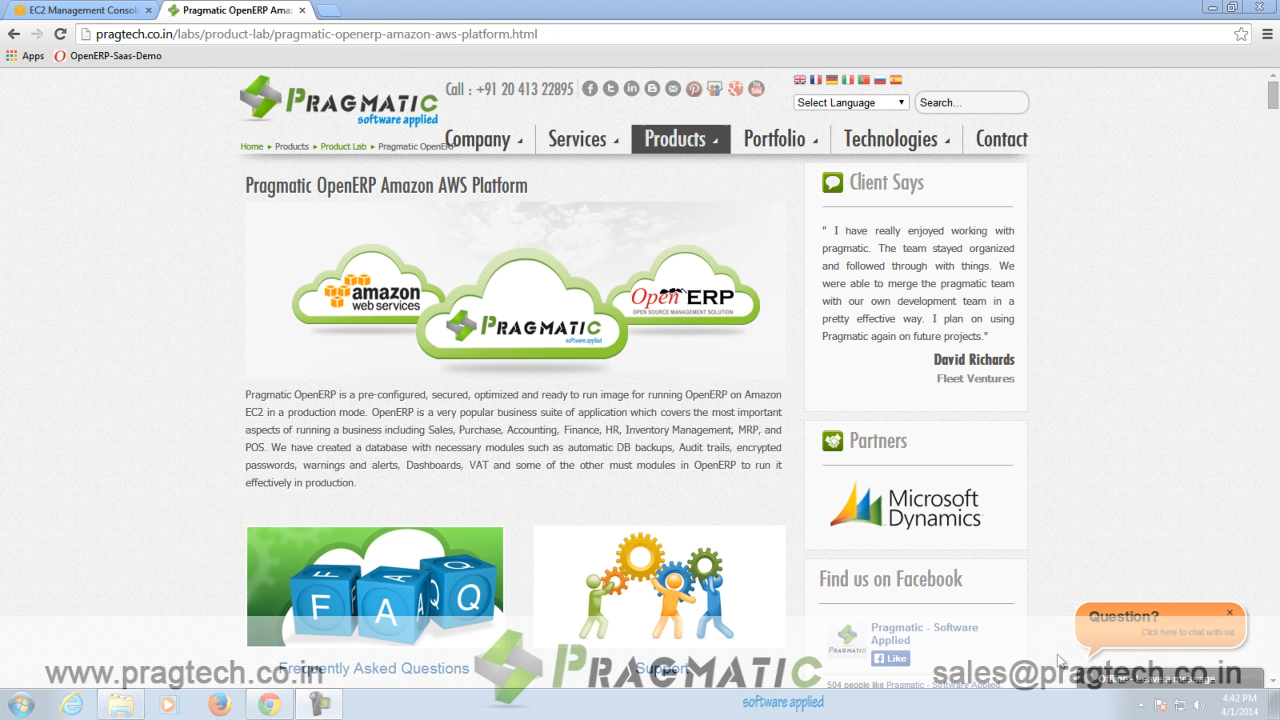 EC2 Management Consol
Pragmatic OpenERP Ama
pragtech.co.in/labs/product-lab/pragmatic-openerp-amazon-aws-platform.html
Apps
OpenERP-Saas-Demo
PRAGMATIC
software applied
Call : +91 20 413 22895
Select Language
Search...
Company
Services
Products
Portfolio
Technologies
Contact
Home
Products
Product Lab
Pragmatic OpenERP
Pragmatic OpenERP Amazon AWS Platform
amazon
web services
PRAGMATIC
software applied
Open ERP
OPEN SOURCE MANAGEMENT SOLUTION
Pragmatic OpenERP is a pre-configured, secured, optimized and ready to run image for running OpenERP on Amazon
EC2 in a production mode. OpenERP is a very popular business suite of application which covers the most important
aspects of running a business including Sales, Purchase, Accounting, Finance, HR, Inventory Management, MRP, and
POS. We have created a database with necessary modules such as automatic DB backups, Audit trails, encrypted
passwords, warnings and alerts, Dashboards, VAT and some of the other must modules in OpenERP to run it
effectively in production.
F A Q
F A Q
Frequently Asked Questions
Support
Client Says
" I have really enjoyed working with
pragmatic. The team stayed organized
and followed through with things. We
were able to merge the pragmatic team
with our own development team in a
pretty effective way. I plan on using
Pragmatic again on future projects."
David Richards
Fleet Ventures
Partners
Microsoft
Dynamics
Find us on Facebook
PRAGMATIC
Pragmatic - Software
Applied
Like
504 people like Pragmatic - Software Applied.
Question?
Click here to chat with us!
Offline - Leave a message
www.pragtech.co.in
PRAGMATIC
software applied
sales@pragtech.co.in
4:42 PM
4/1/2014